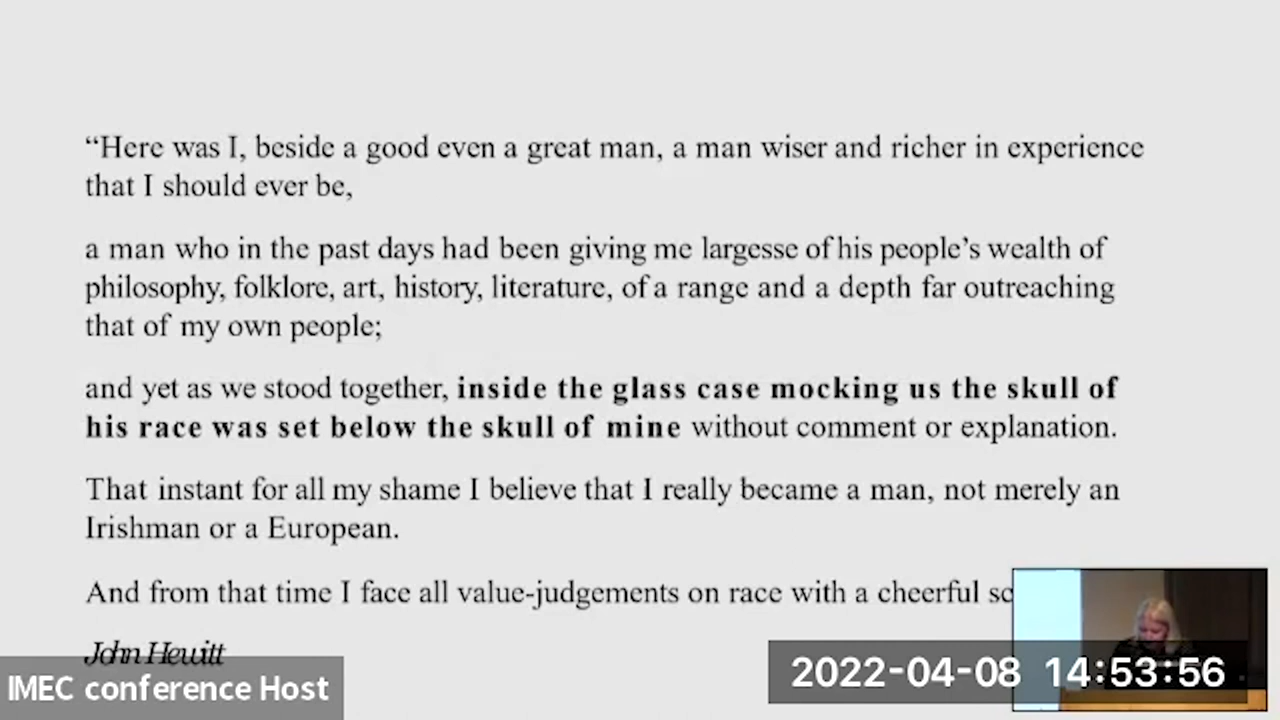 “Here was I, beside a good even a great man, a man wiser and richer in experience
that I should ever be,
a man who in the past days had been giving me largesse of his people’s wealth of
philosophy, folklore, art, history, literature, of a range and a depth far outreaching
that of my own people;
and yet as we stood together, inside the glass case mocking us the skull of
his race was set below the skull of mine without comment or explanation.
That instant for all my shame I believe that I really became a man, not merely an
Irishman or a European.
And from that time I face all value-judgements on race with a cheerful
John Hewitt
IMEC conference Host
2022-04-08 14:53:56